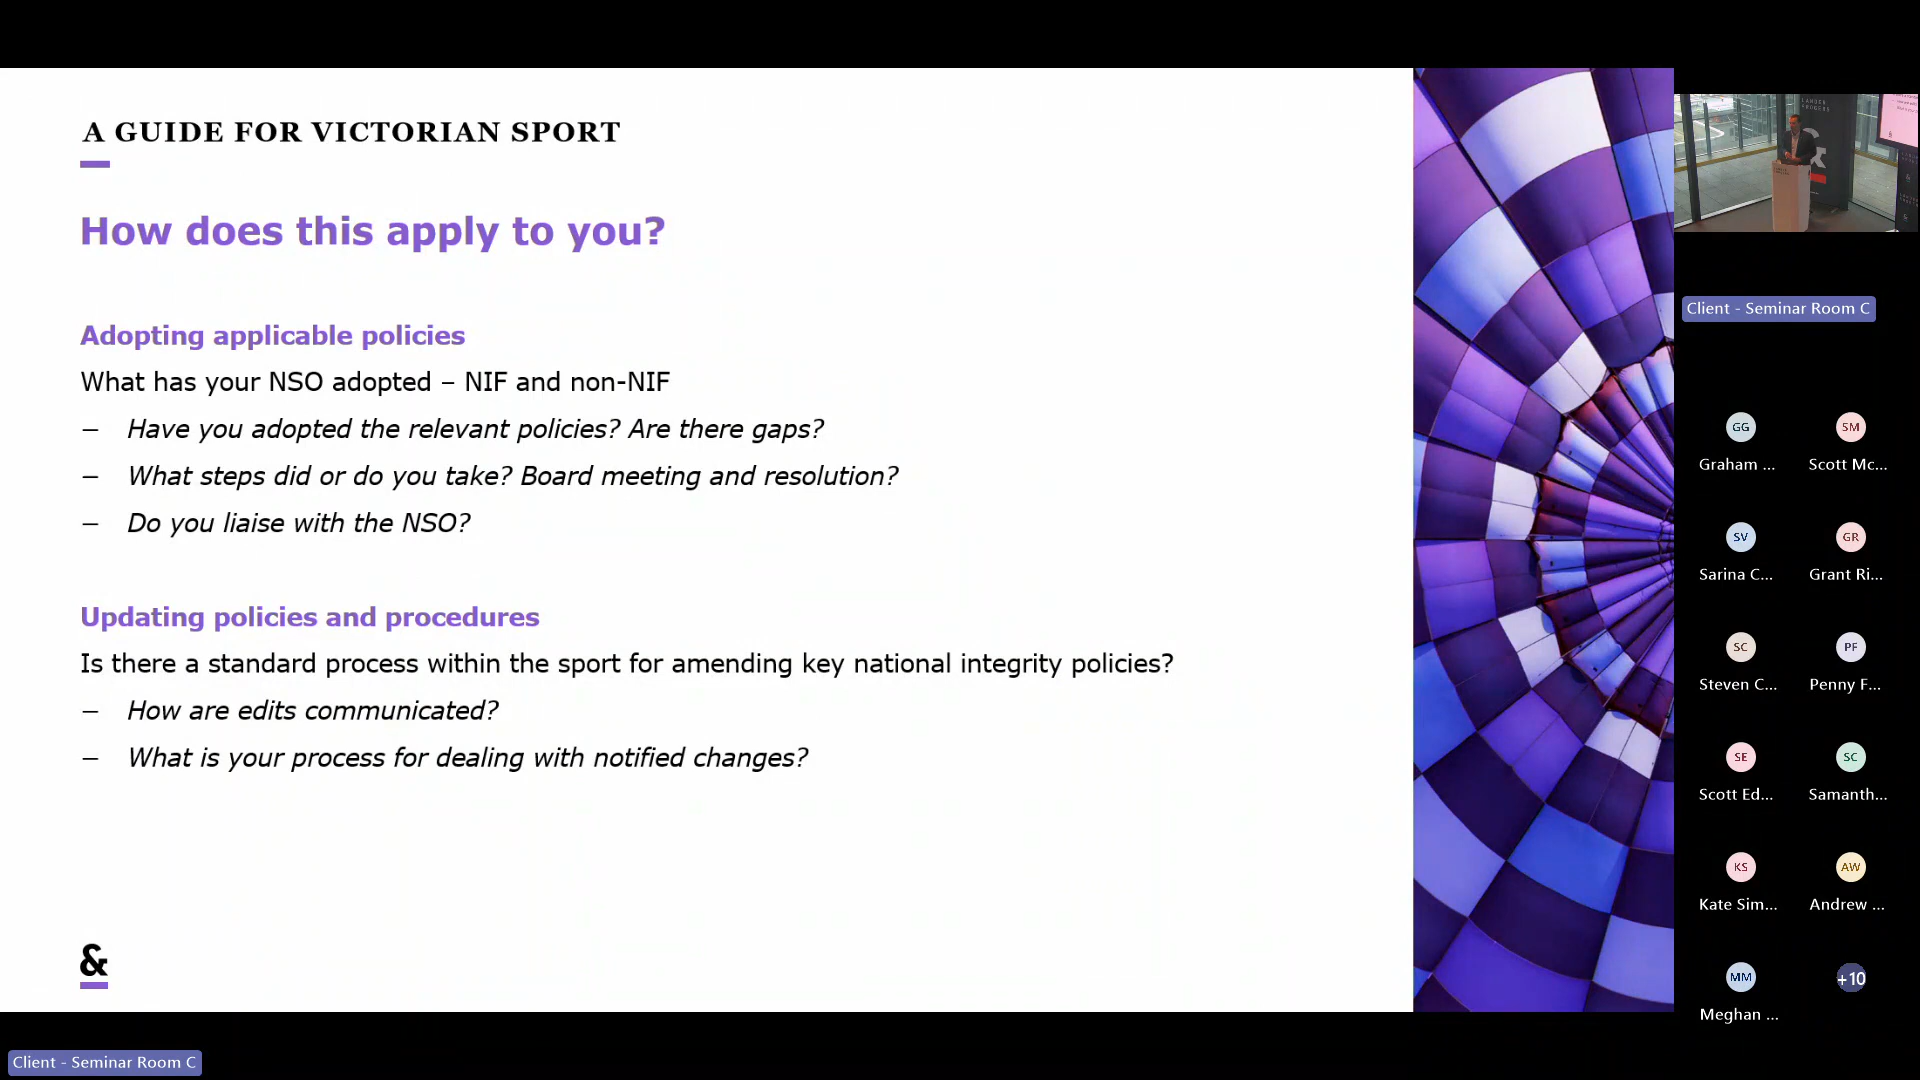 A GUIDE FOR VICTORIAN SPORT
How does this apply to you?
Adopting applicable policies
What has your NSO adopted – NIF and non-NIF
– Have you adopted the relevant policies? Are there gaps?
– What steps did or do you take? Board meeting and resolution?
– Do you liaise with the NSO?
Updating policies and procedures
Is there a standard process within the sport for amending key national integrity policies?
– How are edits communicated?
– What is your process for dealing with notified changes?
&
Client - Seminar Room C
LANDER
&
Client - Seminar Room C
GG
Graham ...
SM
Scott Mc...
SV
Sarina C...
GR
Grant Ri...
SC
Steven C...
PF
Penny F...
SE
Scott Ed...
SC
Samanth...
KS
Kate Sim...
AW
Andrew ...
MM
Meghan ...
+10